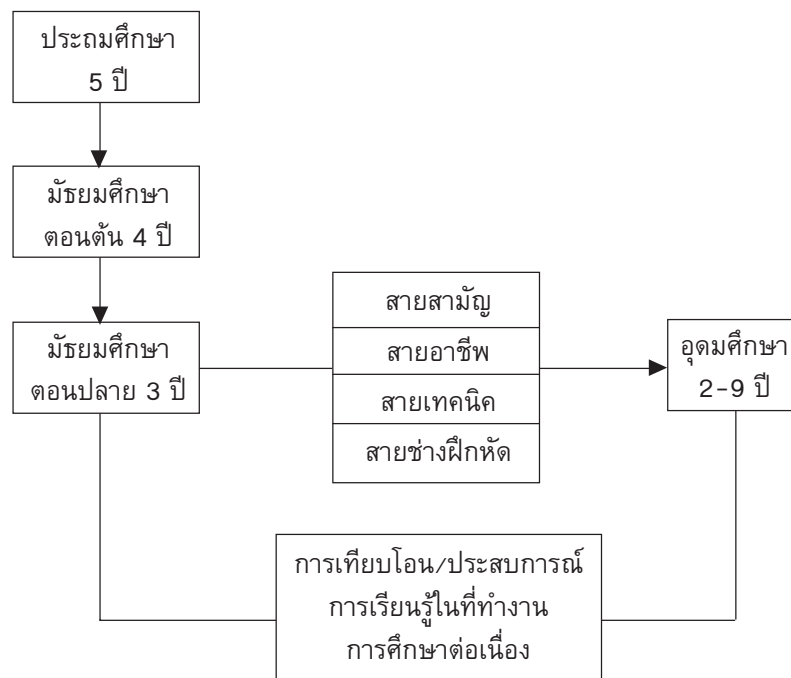 ประถมศึกษา
5 ปี
มัธยมศึกษา
ตอนต้น 4 ปี
มัธยมศึกษา
ตอนปลาย 3 ปี
สายสามัญ
สายอาชีพ
สายเทคนิค
สายช่างฝึกหัด
อุดมศึกษา
2-9 ปี
การเทียบโอน/ประสบการณ์
การเรียนรู้ในที่ทำงาน
การศึกษาต่อเนื่อง